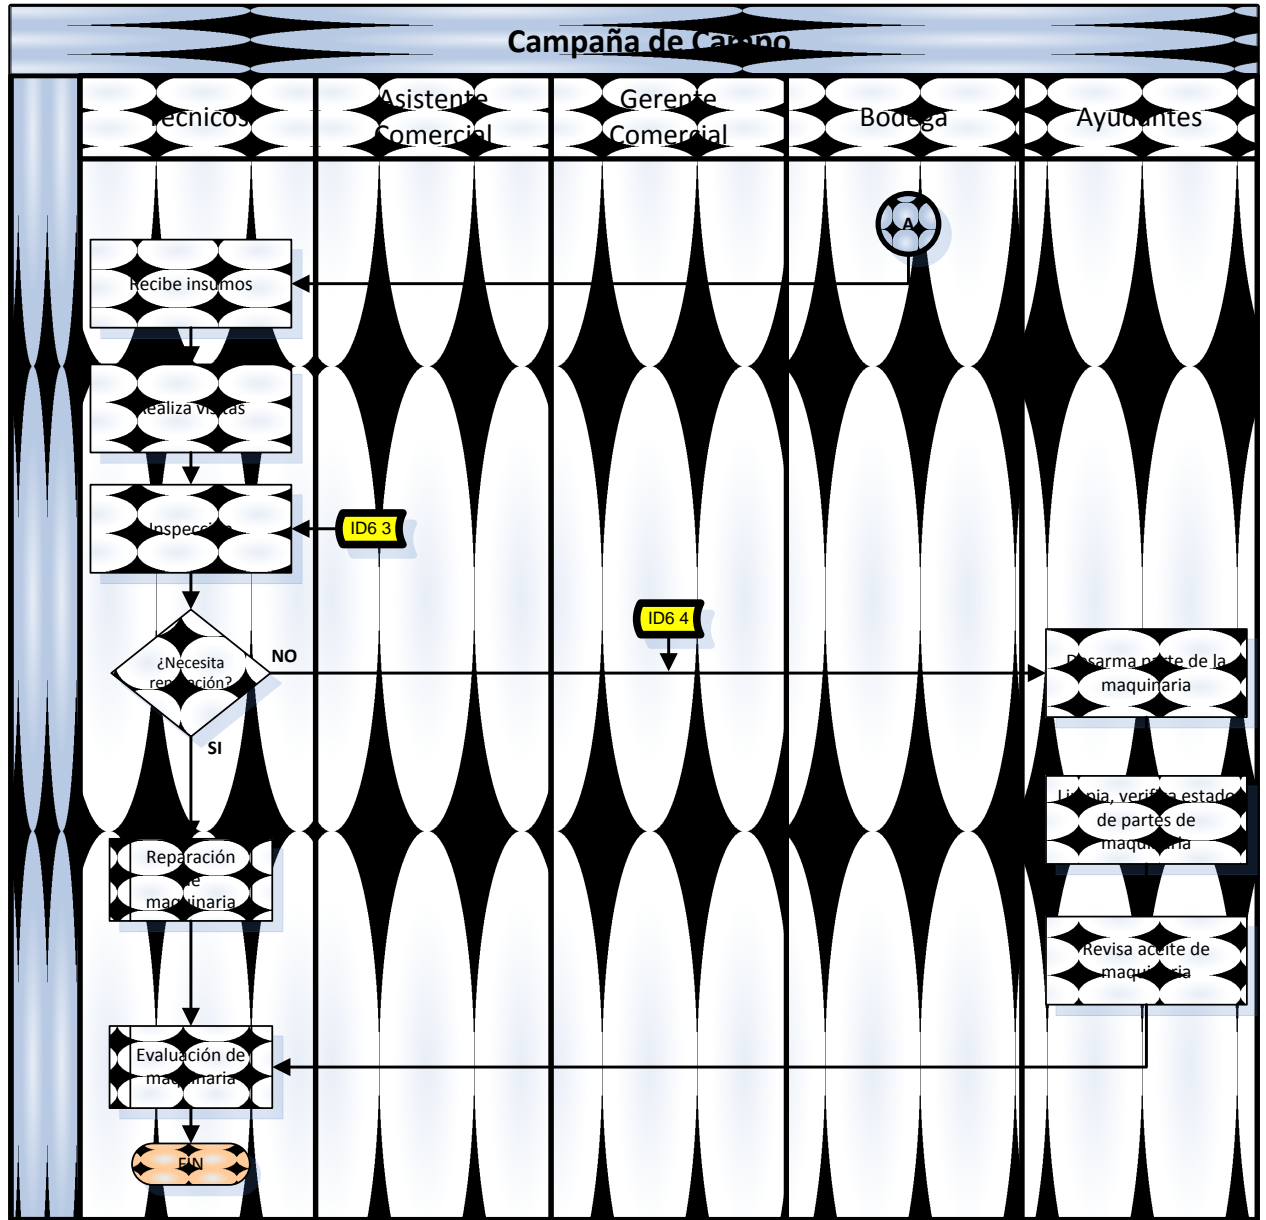 Campaña de Campo
Técnicos
Asistente
Comercial
Gerente
Comercial
Bodega
Ayudantes
A
Recibe insumos
Realiza visitas
Inspección
ID6 3
ID6 4
¿Necesita
reparación?
NO
SI
Desarma parte de la
maquinaria
Limpia, verifica estado
de partes de
maquinaria
Reparación
de
maquinaria
Revisa aceite de
maquinaria
Evaluación de
maquinaria
FIN